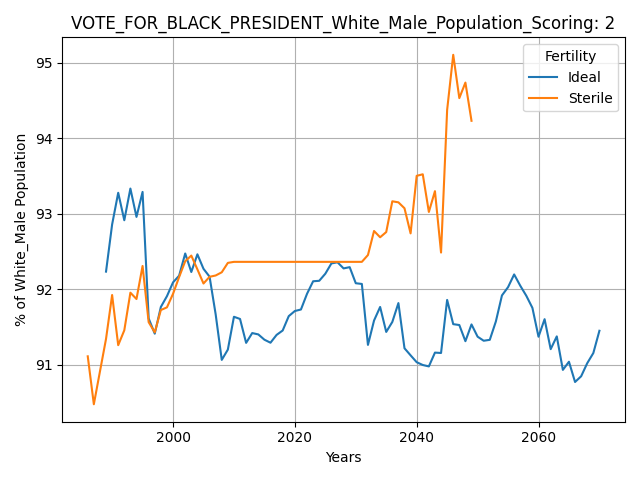 VOTE_FOR_BLACK_PRESIDENT_White_Male_Population_Scoring: 2
Fertility
Ideal
Sterile
95
94
93
92
91
% of White_Male Population
2000
2020
2040
2060
Years